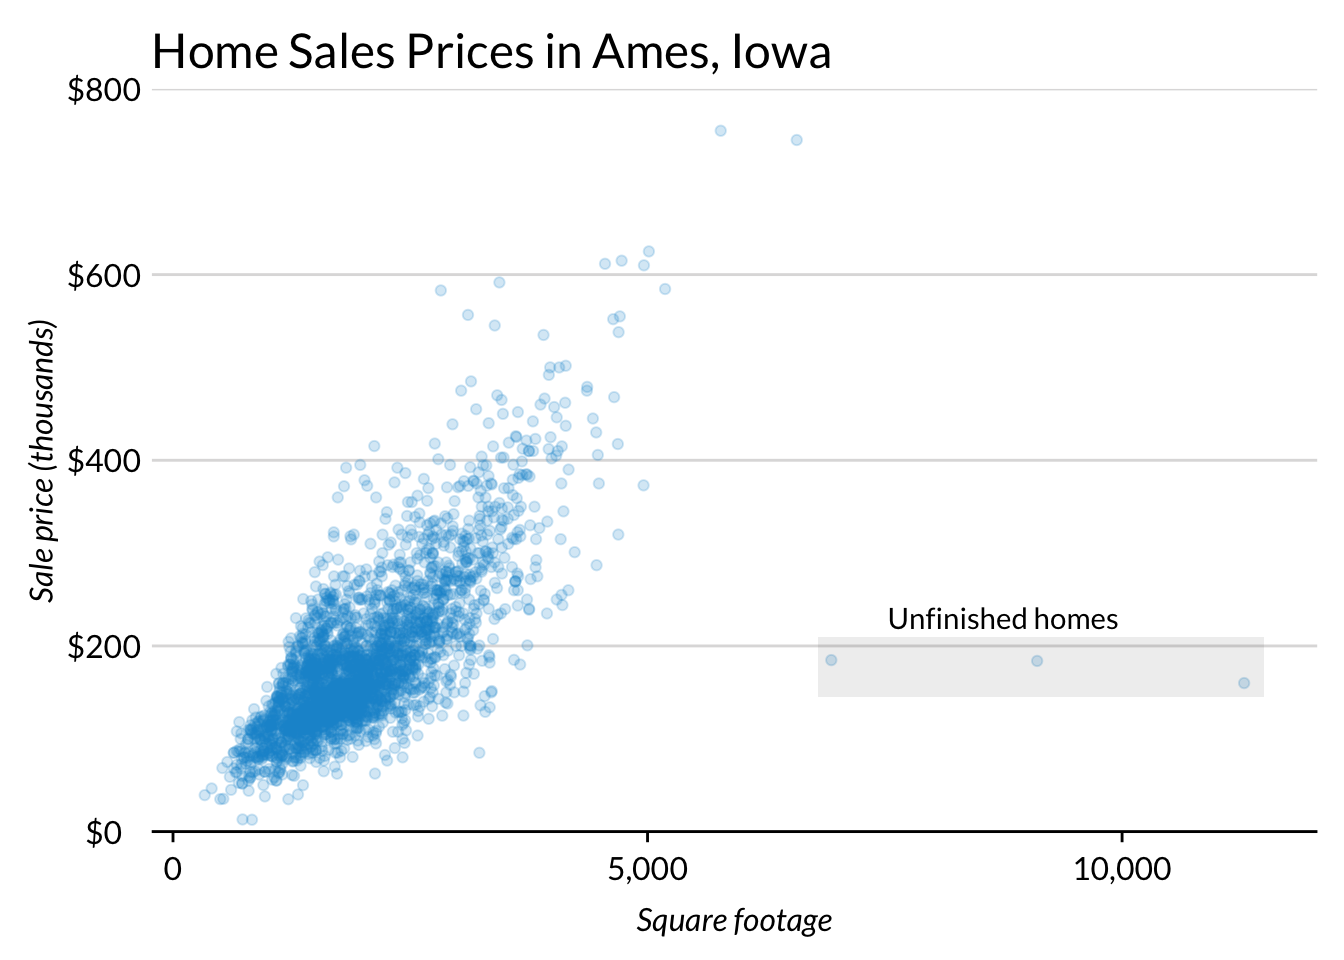 Home Sales Prices in Ames, Iowa
$800
$600
$400
$200
$0
Sale price (thousands)
Unfinished homes
0
5,000
10,000
Square footage